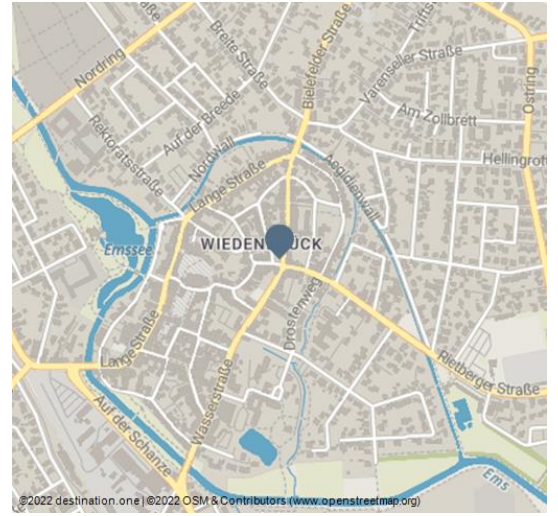 Nordring
Breite Straße
Bielefelder Straße
Triftstr
Varenseller Straße
Ostring
Auf der Breede
Am Zollbrett
Rektoratsstraße
Nordwall
Hellingrott
Lange Straße
Aegidienwall
Emssee
WIEDENBRÜCK
Drostenweg
Lange Straße
Rietberger Straße
Wasserstraße
Auf der Schanze
Ems
©2022 destination.one | ©2022 OSM & Contributors (www.openstreetmap.org)